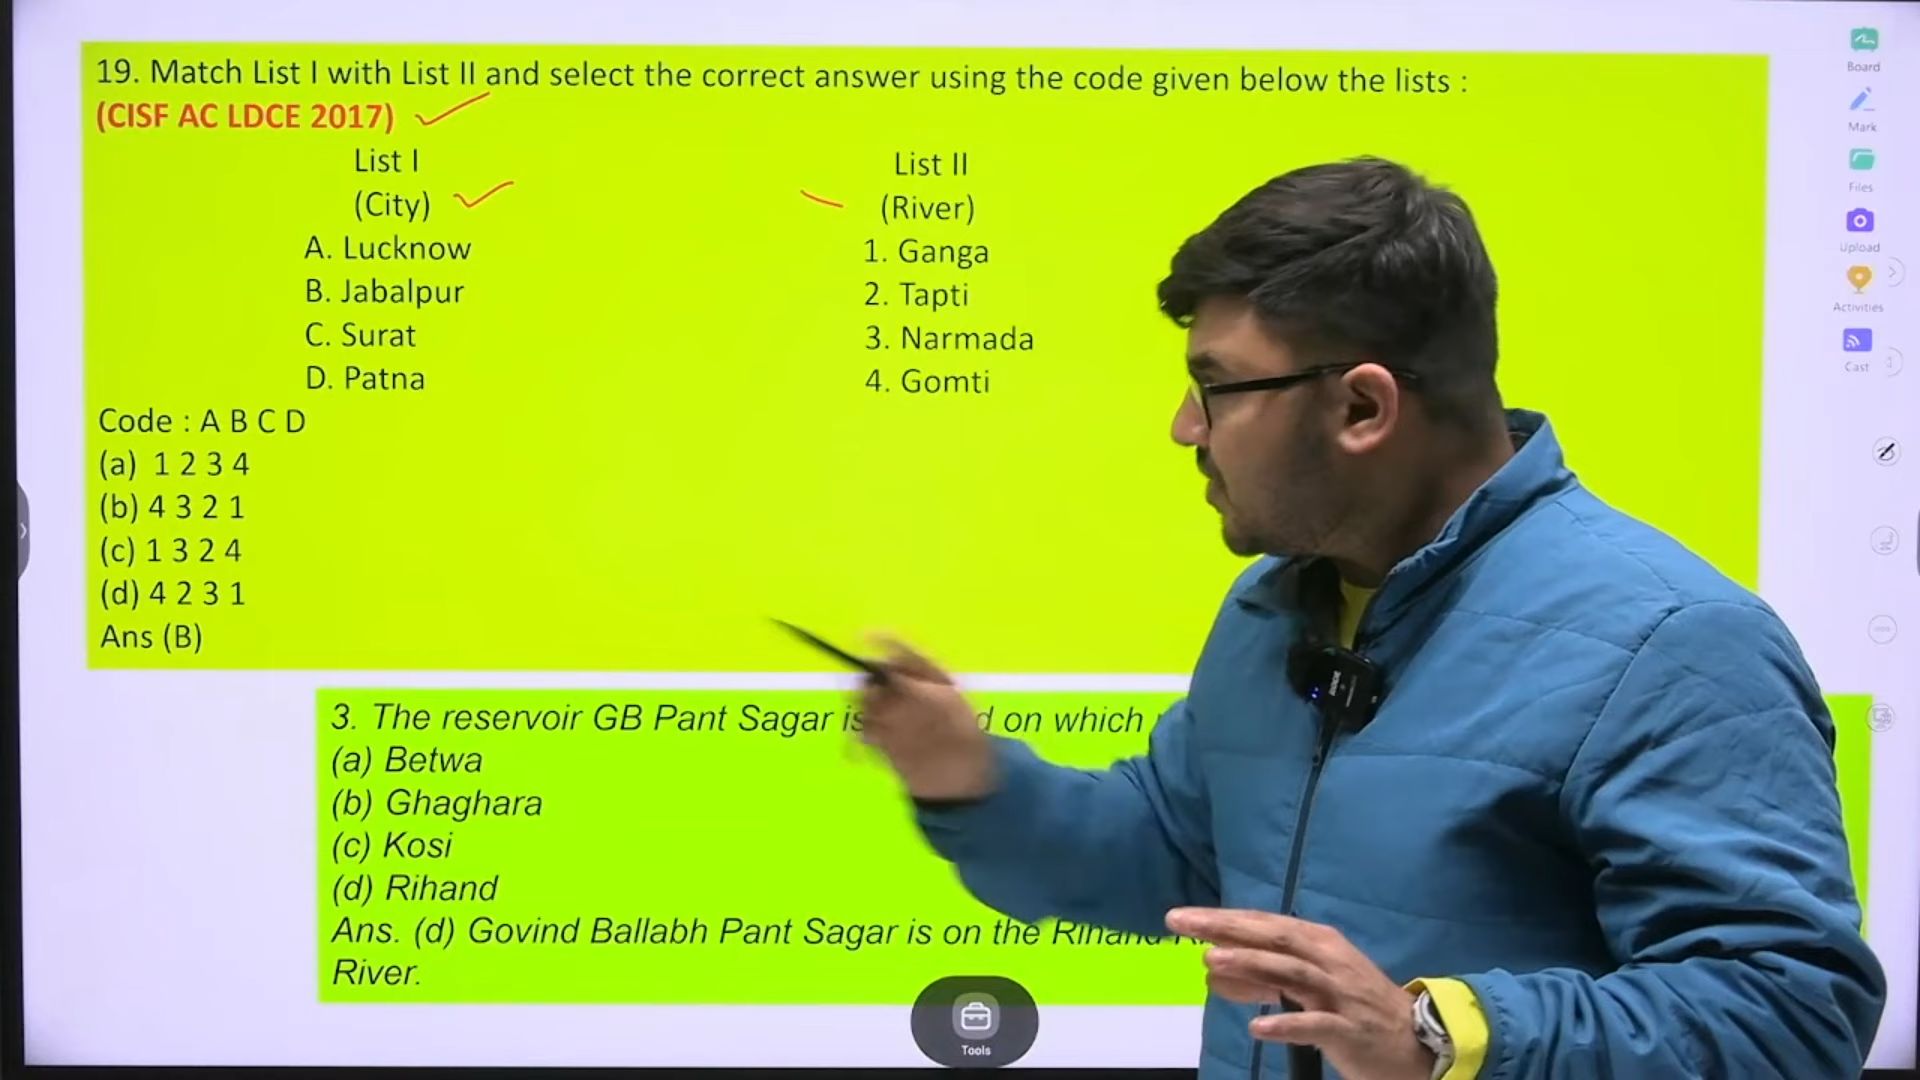 19. Match List I with List II and select the correct answer using the code given below the lists :
(CISF AC LDCE 2017)
List I
(City)
A. Lucknow
B. Jabalpur
C. Surat
D. Patna
List II
(River)
1. Ganga
2. Tapti
3. Narmada
4. Gomti
Code : A B C D
(a) 1 2 3 4
(b) 4 3 2 1
(c) 1 3 2 4
(d) 4 2 3 1
Ans (B)
3. The reservoir GB Pant Sagar is on which
(a) Betwa
(b) Ghaghara
(c) Kosi
(d) Rihand
Ans. (d) Govind Ballabh Pant Sagar is on the Rihand
River.
Tools
Board
Mark
Files
Upload
Activities
Cast